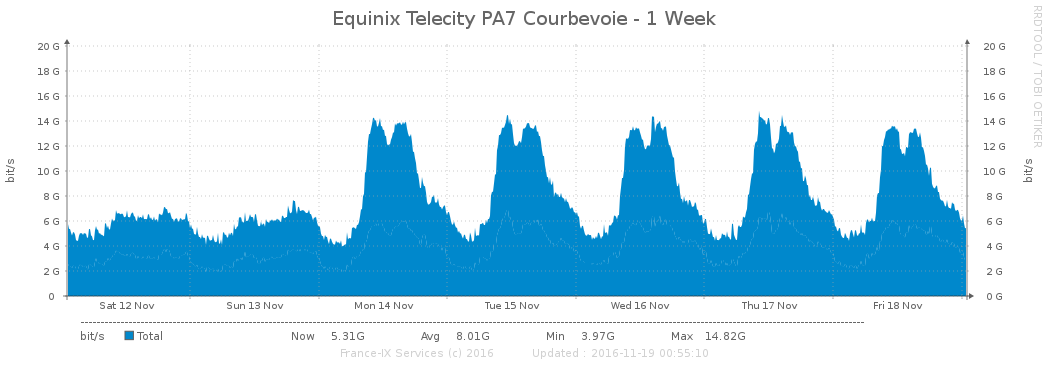 Equinix Telecity PA7 Courbevoie - 1 Week
RRDTOOL / TOBI OETIKER
bit/s
20 G
18 G
16 G
14 G
12 G
10 G
8 G
6 G
4 G
2 G
0
20 G
18 G
16 G
14 G
12 G
10 G
8 G
6 G
4 G
2 G
0 G
bit/s
Sat 12 Nov Sun 13 Nov Mon 14 Nov Tue 15 Nov Wed 16 Nov Thu 17 Nov Fri 18 Nov
bit/s Total Now 5.31G Avg 8.01G Min 3.97G Max 14.82G
France-IX Services (c) 2016 Updated : 2016-11-19 00:55:10